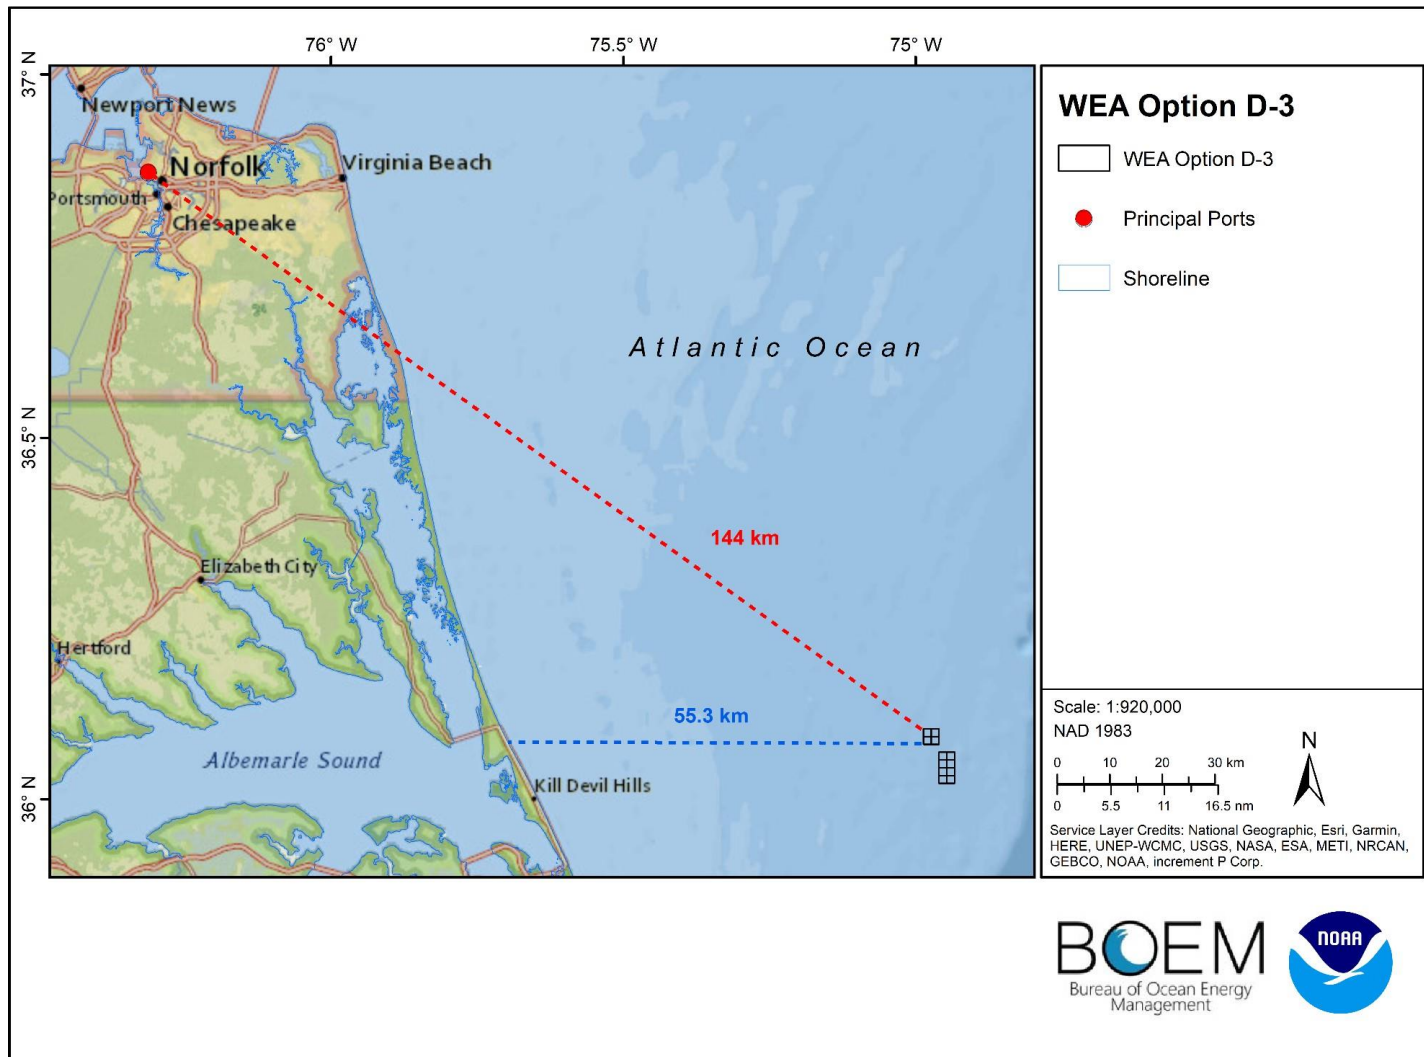 76° W
75.5° W
75° W
37° N
36.5° N
36° N
Newport News
Norfolk
Virginia Beach
Portsmouth
Chesapeake
Atlantic Ocean
144 km
Elizabeth City
Hertford
55.3 km
Albemarle Sound
Kill Devil Hills
WEA Option D-3
WEA Option D-3
Principal Ports
Shoreline
Scale: 1:920,000
NAD 1983
0 10 20 30 km
0 5.5 11 16.5 nm
N
Service Layer Credits: National Geographic, Esri, Garmin,
HERE, UNEP-WCMC, USGS, NASA, ESA, METI, NRCAN,
GEBCO, NOAA, increment P Corp.
BOEM
Bureau of Ocean Energy
Management
NOAA